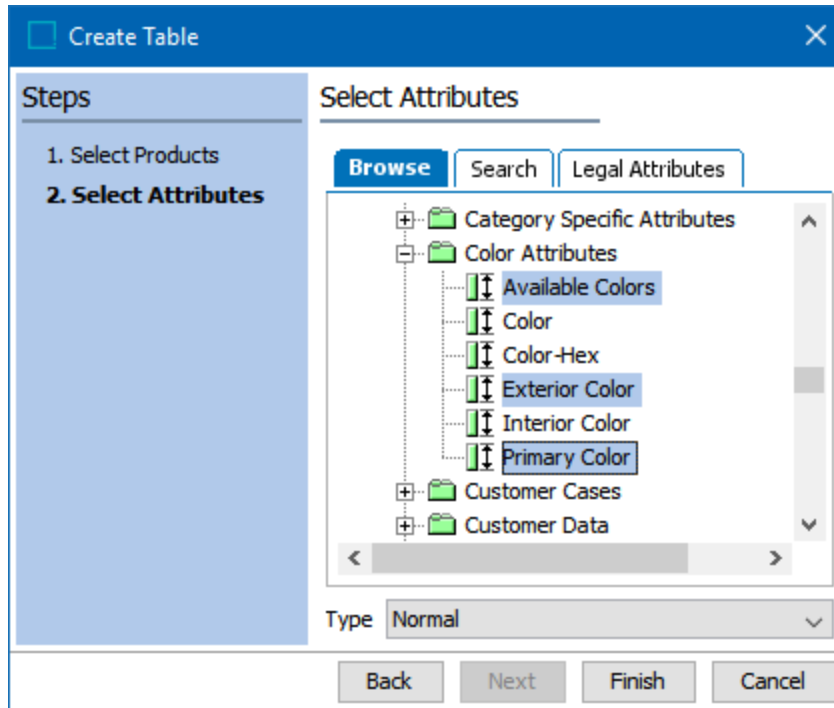 Create Table
Steps
1. Select Products
2. Select Attributes
Select Attributes
Browse Search Legal Attributes
Category Specific Attributes
Color Attributes
Available Colors
Color
Color-Hex
Exterior Color
Interior Color
Primary Color
Customer Cases
Customer Data
Type Normal
Back Next Finish Cancel